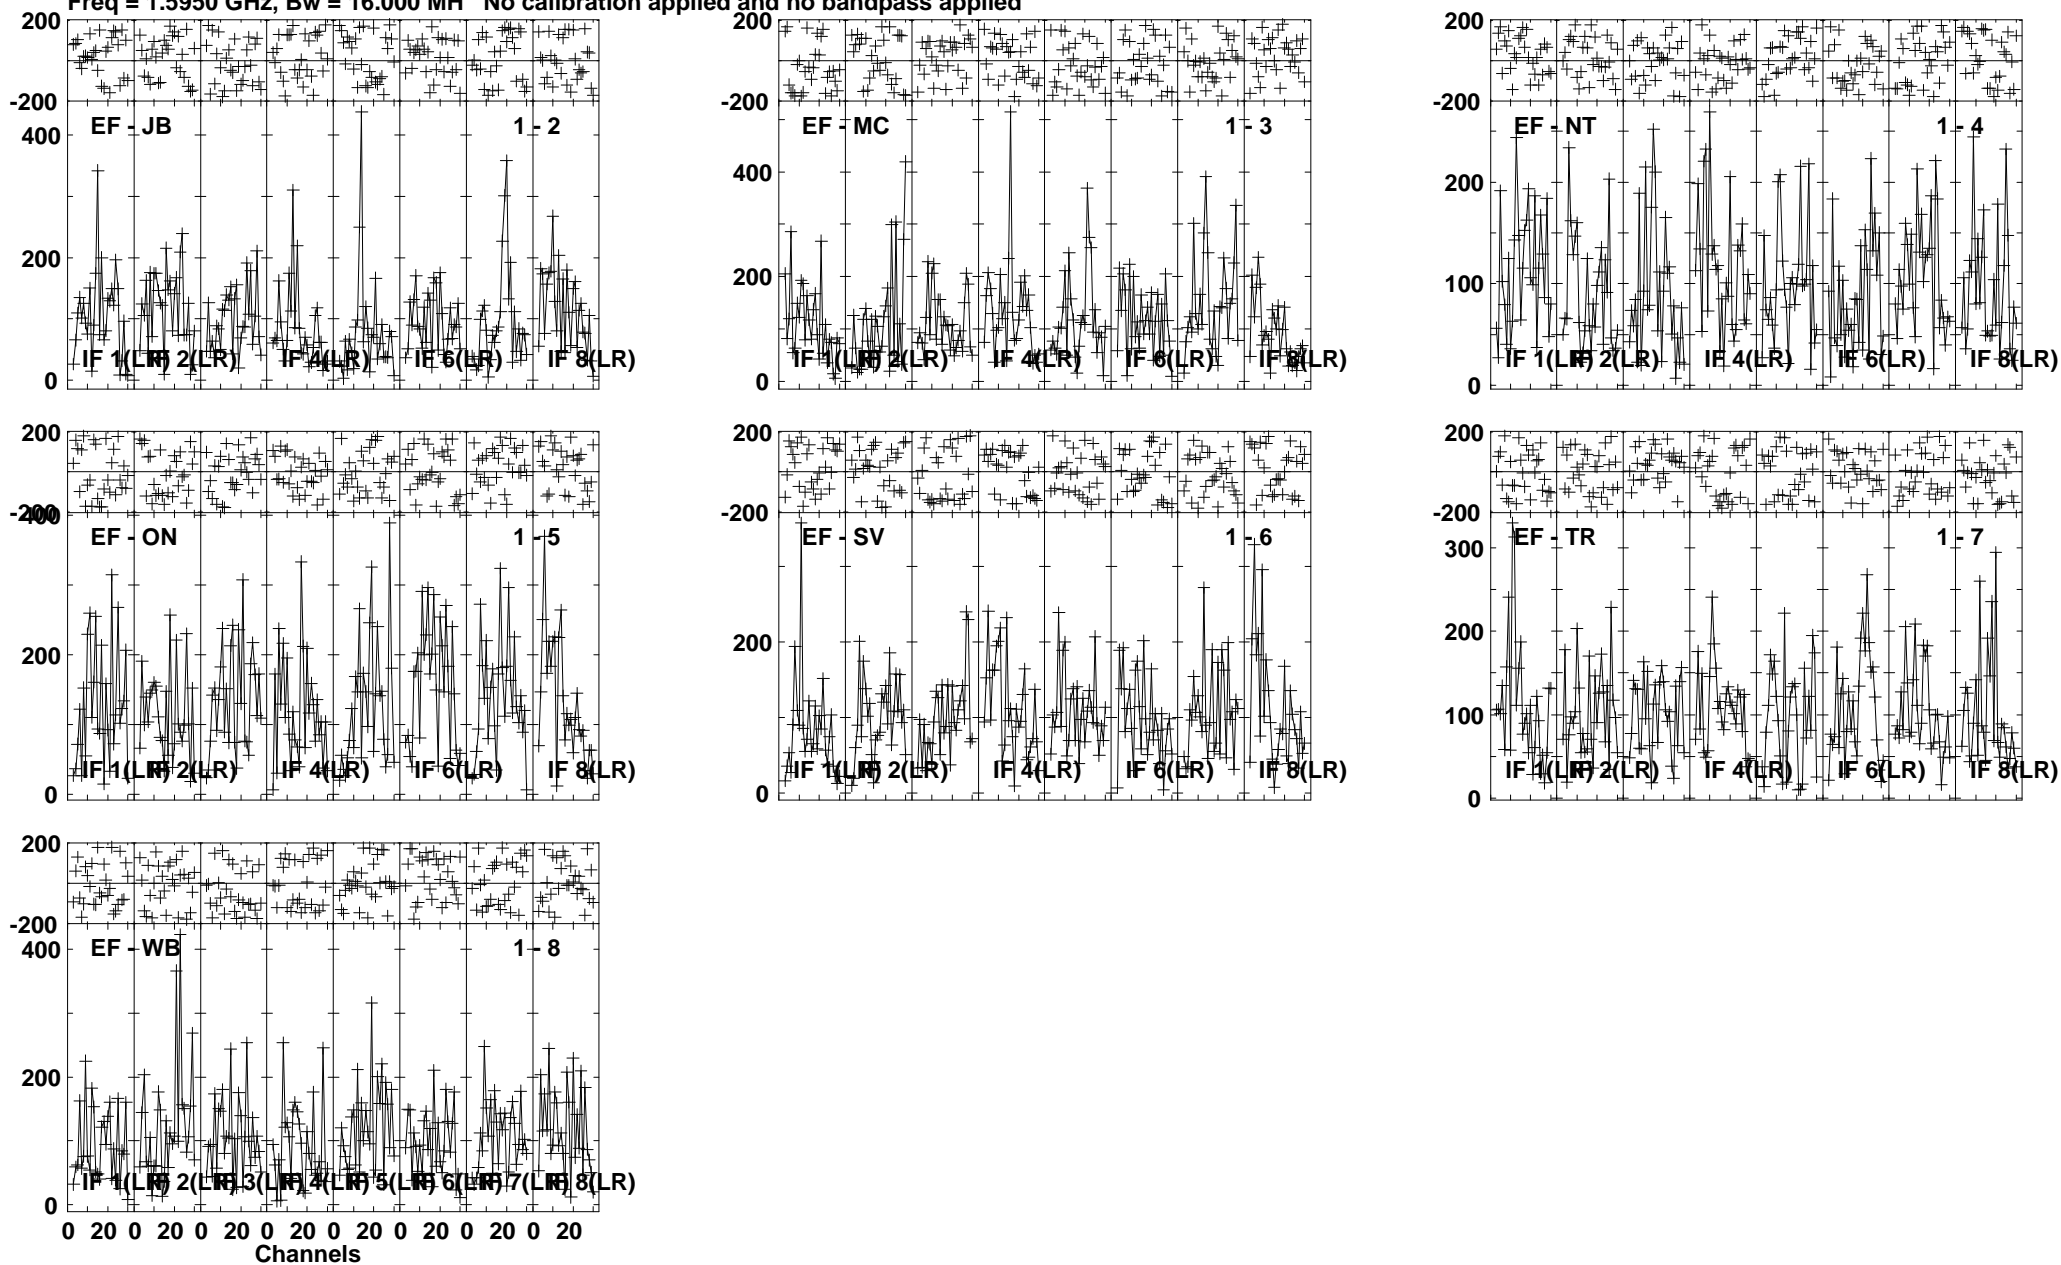 Freq = 1.5950 GHz, Bw = 16.000 MH No calibration applied and no bandpass applied
200
-200
EF - JB 1 - 2
400
200
0
IF 1(LR) IF 2(LR) IF 4(LR) IF 6(LR) IF 8(LR)
200
-200
EF - MC 1 - 3
400
200
0
IF 1(LR) IF 2(LR) IF 4(LR) IF 6(LR) IF 8(LR)
200
-200
EF - NT 1 - 4
200
100
0
IF 1(LR) IF 2(LR) IF 4(LR) IF 6(LR) IF 8(LR)
200
-200
400
EF - ON 1 - 5
200
0
IF 1(LR) IF 2(LR) IF 4(LR) IF 6(LR) IF 8(LR)
200
-200
EF - SV 1 - 6
200
0
IF 1(LR) IF 2(LR) IF 4(LR) IF 6(LR) IF 8(LR)
200
-200
EF - TR 1 - 7
300
200
100
0
IF 1(LR) IF 2(LR) IF 4(LR) IF 6(LR) IF 8(LR)
200
-200
EF - WB 1 - 8
400
200
0
IF 1(LR) IF 2(LR) IF 3(LR) IF 4(LR) IF 5(LR) IF 6(LR) IF 7(LR) IF 8(LR)
0 20 0 20 0 20 0 20 0 20 0 20 0 20 0 20
Channels